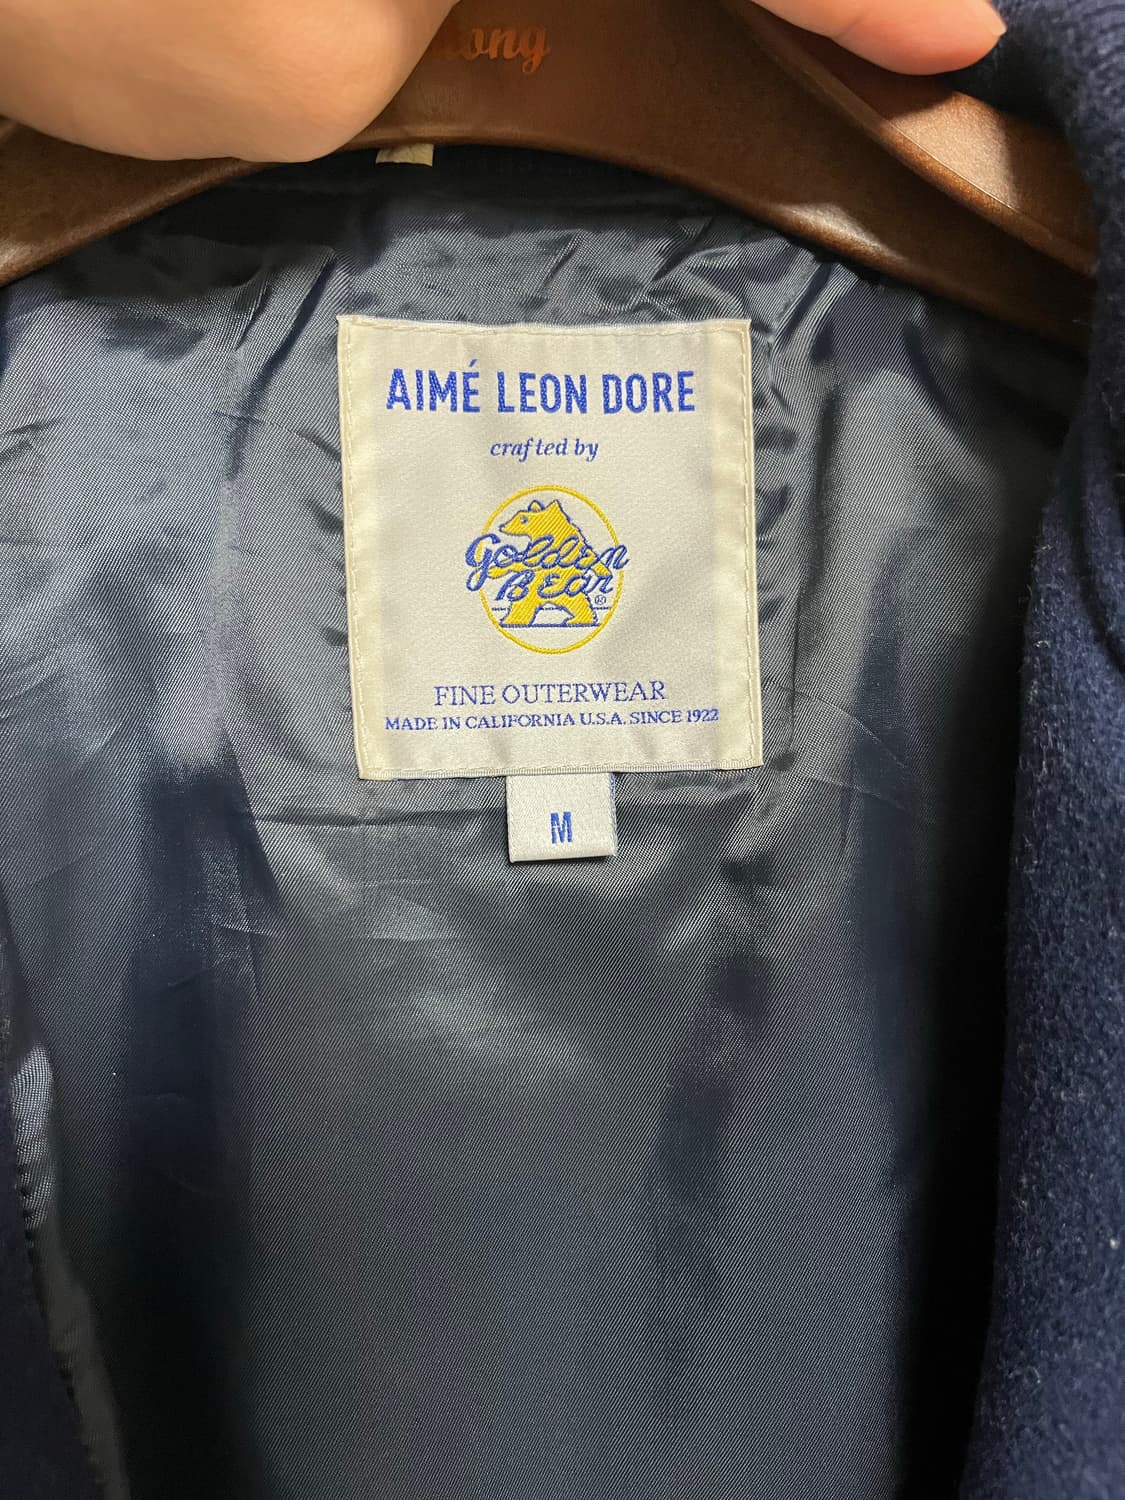 AIMÉ LEON DORE
crafted by
Golden
Bear
®
FINE OUTERWEAR
MADE IN CALIFORNIA U.S.A. SINCE 1922
M